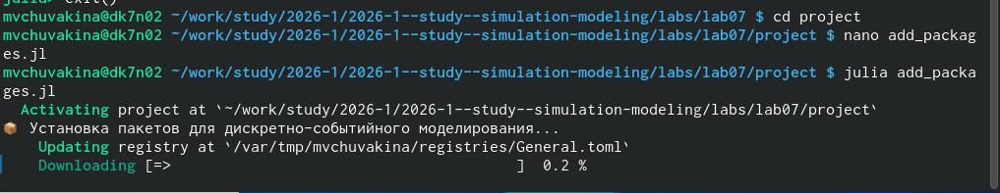 julia> exit()
mvchuvakina@dk7n02 ~/work/study/2026-1/2026-1--study--simulation-modeling/labs/lab07 $ cd project
mvchuvakina@dk7n02 ~/work/study/2026-1/2026-1--study--simulation-modeling/labs/lab07/project $ nano add_packag
es.jl
mvchuvakina@dk7n02 ~/work/study/2026-1/2026-1--study--simulation-modeling/labs/lab07/project $ julia add_packa
ges.jl
  Activating project at `~/work/study/2026-1/2026-1--study--simulation-modeling/labs/lab07/project`
📦 Установка пакетов для дискретно-событийного моделирования...
    Updating registry at `/var/tmp/mvchuvakina/registries/General.toml`
    Downloading [=>                                       ]  0.2 %